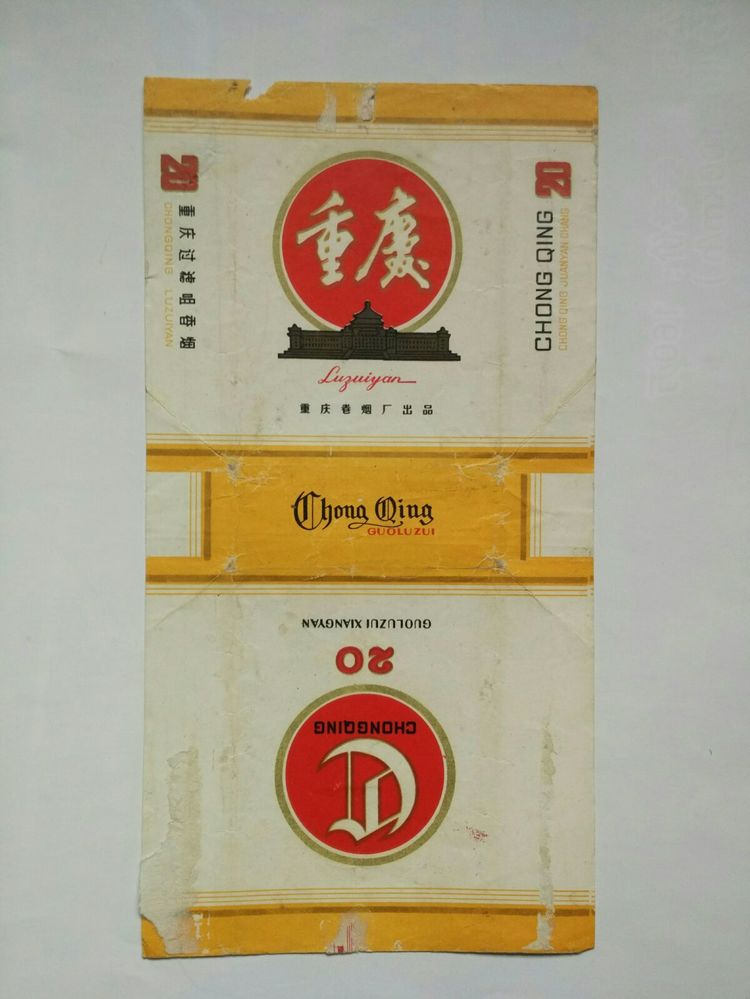 重慶
Luzuiyan
重庆卷烟厂出品
20
重庆过滤咀香烟
CHONGQING LUZUIYAN
20
CHONG QING
CHONG QING JUANYAN CHANG
Chong Qing
GUOLUZUI
GUOLUZUI XIANGYAN
20
CHONGQING
C